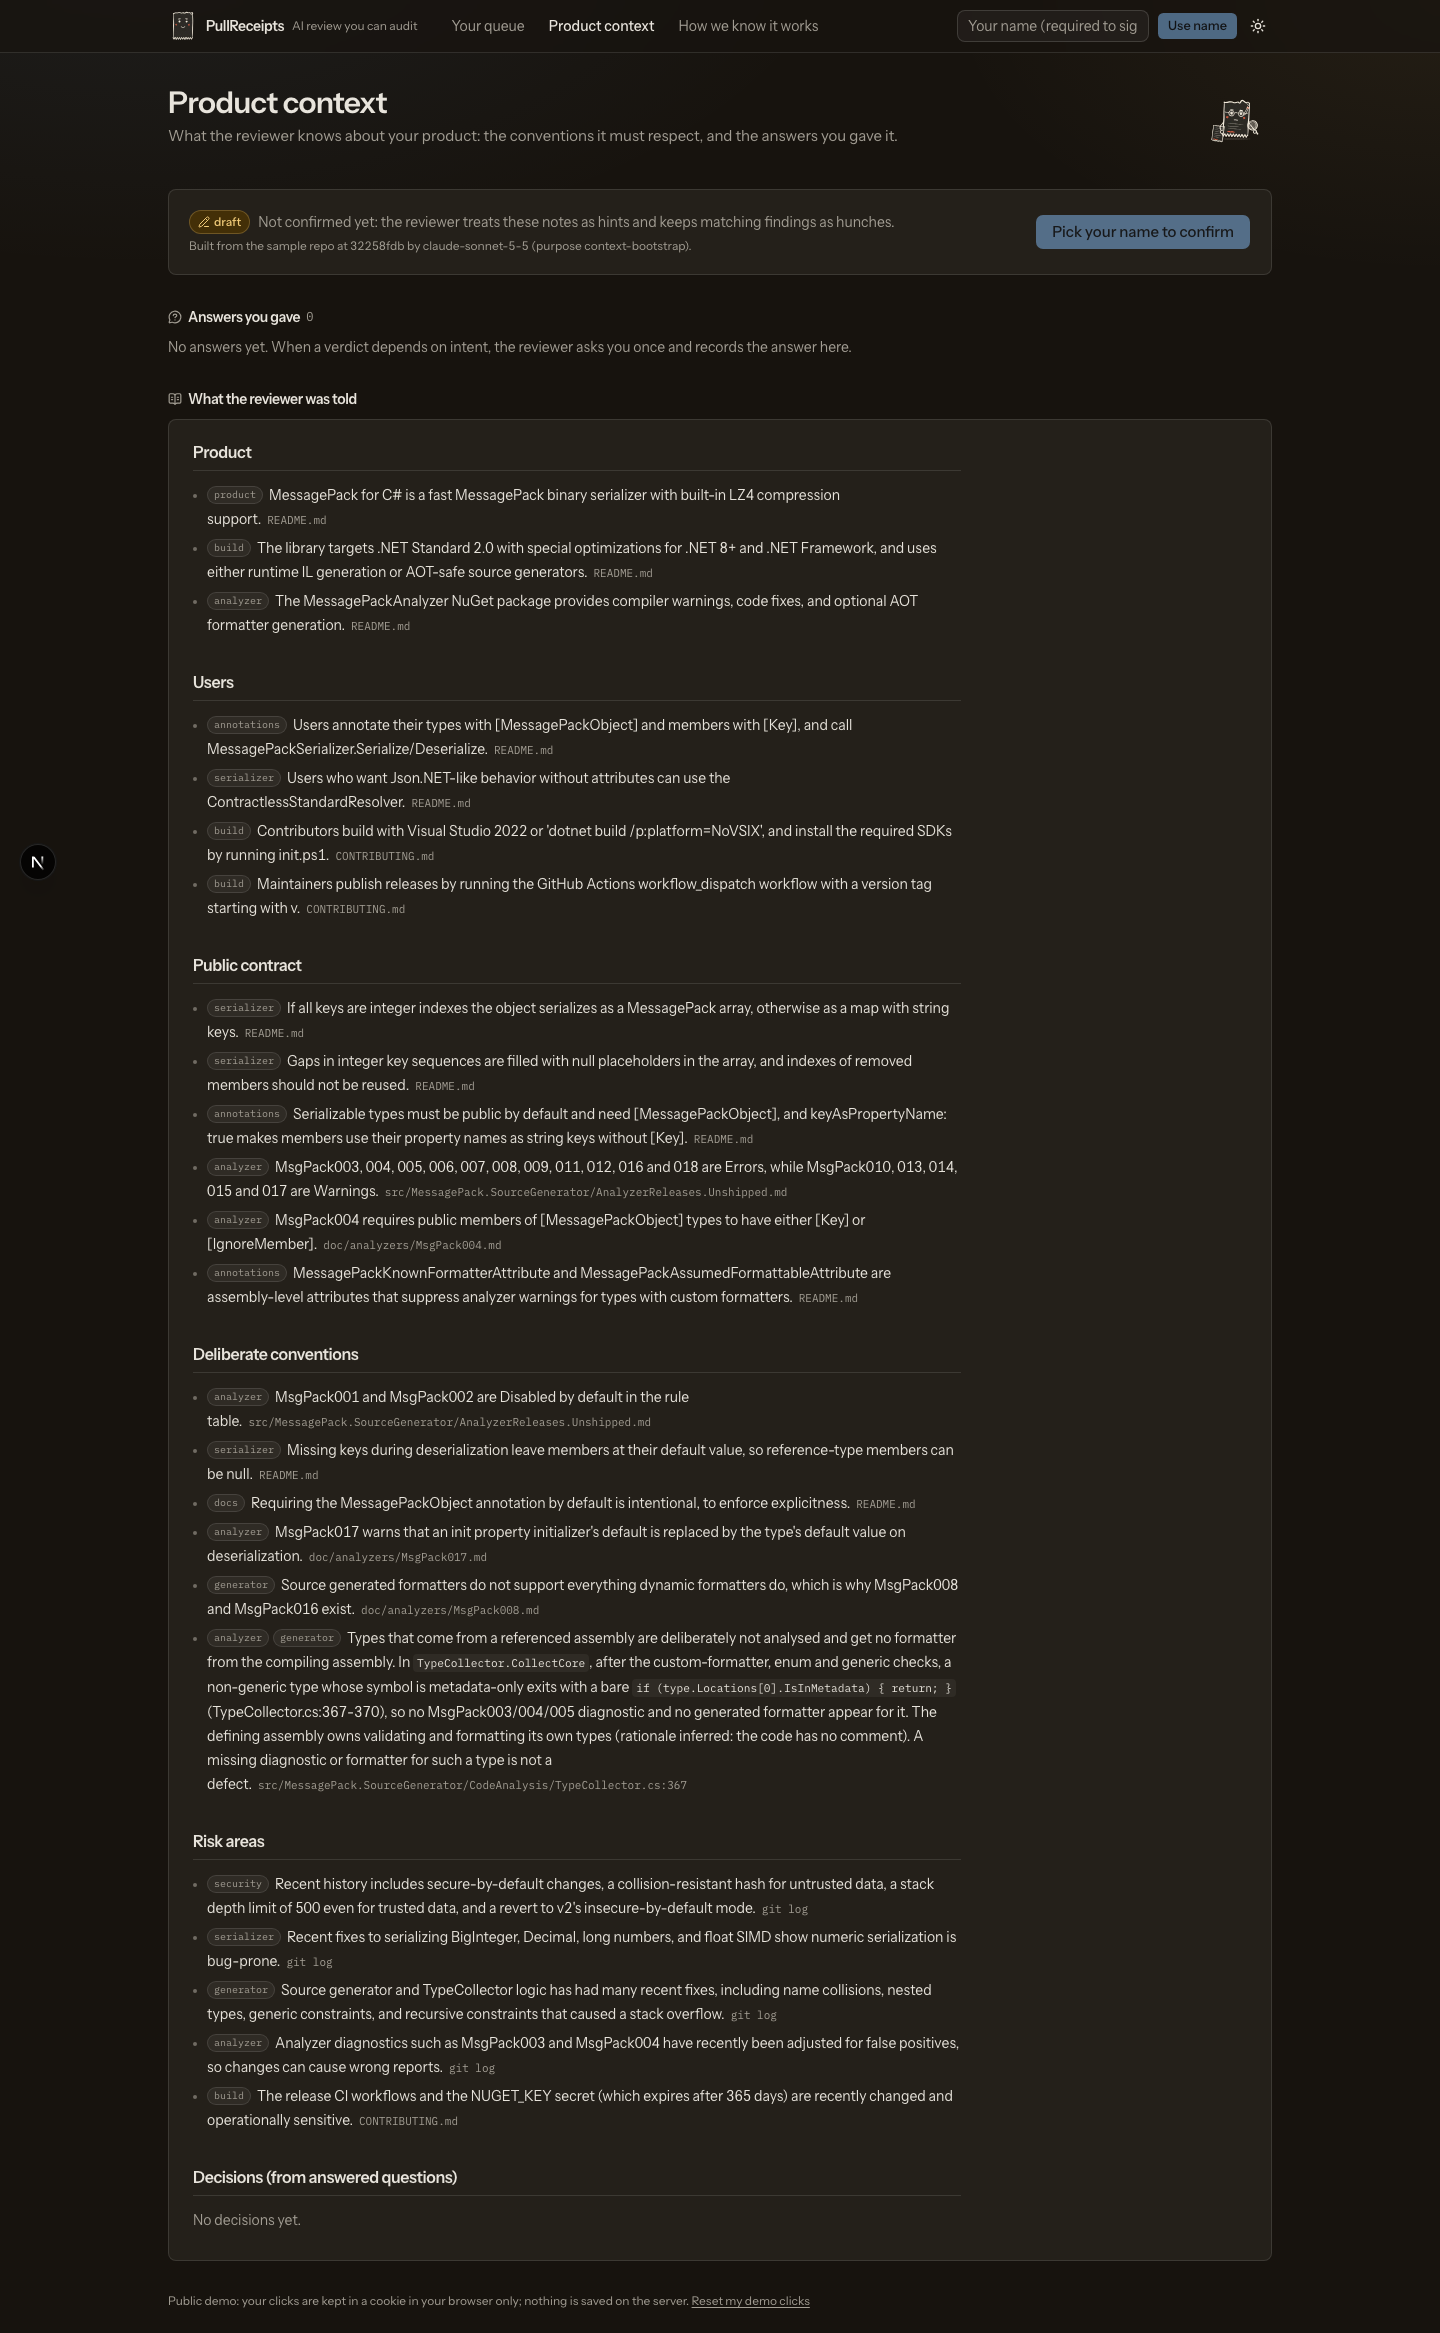 PullReceipts AI review you can audit Your queue Product context How we know it works Your name (required to sig Use name
Product context
What the reviewer knows about your product: the conventions it must respect, and the answers you gave it.
draft Not confirmed yet: the reviewer treats these notes as hints and keeps matching findings as hunches.
Pick your name to confirm
Built from the sample repo at 32258fdb by claude-sonnet-5-5 (purpose context-bootstrap).
Answers you gave 0
No answers yet. When a verdict depends on intent, the reviewer asks you once and records the answer here.
What the reviewer was told
Product
product MessagePack for C# is a fast MessagePack binary serializer with built-in LZ4 compression
support. README.md
build The library targets .NET Standard 2.0 with special optimizations for .NET 8+ and .NET Framework, and uses
either runtime IL generation or AOT-safe source generators. README.md
analyzer The MessagePackAnalyzer NuGet package provides compiler warnings, code fixes, and optional AOT
formatter generation. README.md
Users
annotations Users annotate their types with [MessagePackObject] and members with [Key], and call
MessagePackSerializer.Serialize/Deserialize. README.md
serializer Users who want Json.NET-like behavior without attributes can use the
ContractlessStandardResolver. README.md
build Contributors build with Visual Studio 2022 or 'dotnet build /p:platform=NoVSIX', and install the required SDKs
by running init.ps1. CONTRIBUTING.md
build Maintainers publish releases by running the GitHub Actions workflow_dispatch workflow with a version tag
starting with v. CONTRIBUTING.md
Public contract
serializer If all keys are integer indexes the object serializes as a MessagePack array, otherwise as a map with string
keys. README.md
serializer Gaps in integer key sequences are filled with null placeholders in the array, and indexes of removed
members should not be reused. README.md
annotations Serializable types must be public by default and need [MessagePackObject], and keyAsPropertyName:
true makes members use their property names as string keys without [Key]. README.md
analyzer MsgPack003, 004, 005, 006, 007, 008, 009, 011, 012, 016 and 018 are Errors, while MsgPack010, 013, 014,
015 and 017 are Warnings. src/MessagePack.SourceGenerator/AnalyzerReleases.Unshipped.md
analyzer MsgPack004 requires public members of [MessagePackObject] types to have either [Key] or
[IgnoreMember]. doc/analyzers/MsgPack004.md
annotations MessagePackKnownFormatterAttribute and MessagePackAssumedFormattableAttribute are
assembly-level attributes that suppress analyzer warnings for types with custom formatters. README.md
Deliberate conventions
analyzer MsgPack001 and MsgPack002 are Disabled by default in the rule
table. src/MessagePack.SourceGenerator/AnalyzerReleases.Unshipped.md
serializer Missing keys during deserialization leave members at their default value, so reference-type members can
be null. README.md
docs Requiring the MessagePackObject annotation by default is intentional, to enforce explicitness. README.md
analyzer MsgPack017 warns that an init property initializer's default is replaced by the type's default value on
deserialization. doc/analyzers/MsgPack017.md
generator Source generated formatters do not support everything dynamic formatters do, which is why MsgPack008
and MsgPack016 exist. doc/analyzers/MsgPack008.md
analyzer generator Types that come from a referenced assembly are deliberately not analysed and get no formatter
from the compiling assembly. In TypeCollector.CollectCore, after the custom-formatter, enum and generic checks, a
non-generic type whose symbol is metadata-only exits with a bare if (type.Locations[0].IsInMetadata) { return; }
(TypeCollector.cs:367-370), so no MsgPack003/004/005 diagnostic and no generated formatter appear for it. The
defining assembly owns validating and formatting its own types (rationale inferred: the code has no comment). A
missing diagnostic or formatter for such a type is not a
defect. src/MessagePack.SourceGenerator/CodeAnalysis/TypeCollector.cs:367
Risk areas
security Recent history includes secure-by-default changes, a collision-resistant hash for untrusted data, a stack
depth limit of 500 even for trusted data, and a revert to v2's insecure-by-default mode. git log
serializer Recent fixes to serializing BigInteger, Decimal, long numbers, and float SIMD show numeric serialization is
bug-prone. git log
generator Source generator and TypeCollector logic has had many recent fixes, including name collisions, nested
types, generic constraints, and recursive constraints that caused a stack overflow. git log
analyzer Analyzer diagnostics such as MsgPack003 and MsgPack004 have recently been adjusted for false positives,
so changes can cause wrong reports. git log
build The release CI workflows and the NUGET_KEY secret (which expires after 365 days) are recently changed and
operationally sensitive. CONTRIBUTING.md
Decisions (from answered questions)
No decisions yet.
Public demo: your clicks are kept in a cookie in your browser only; nothing is saved on the server. Reset my demo clicks